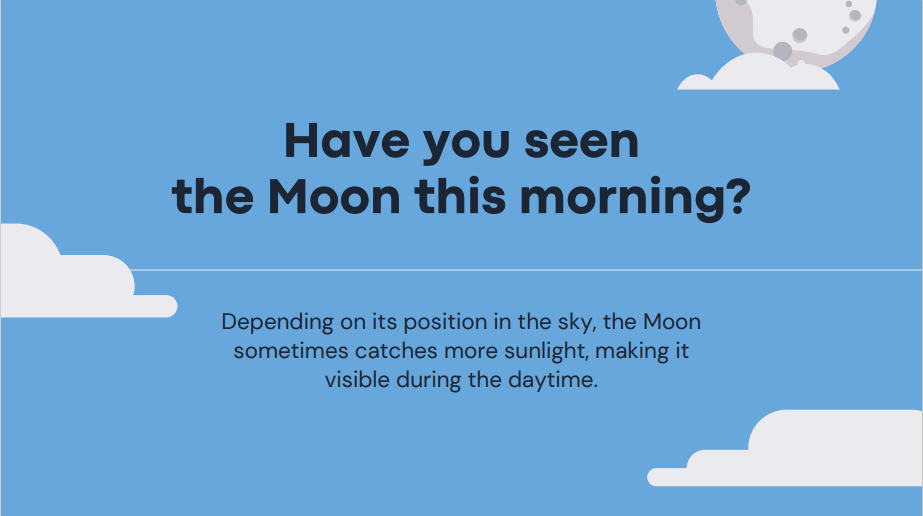 Have you seen
the Moon this morning?
Depending on its position in the sky, the Moon
sometimes catches more sunlight, making it
visible during the daytime.